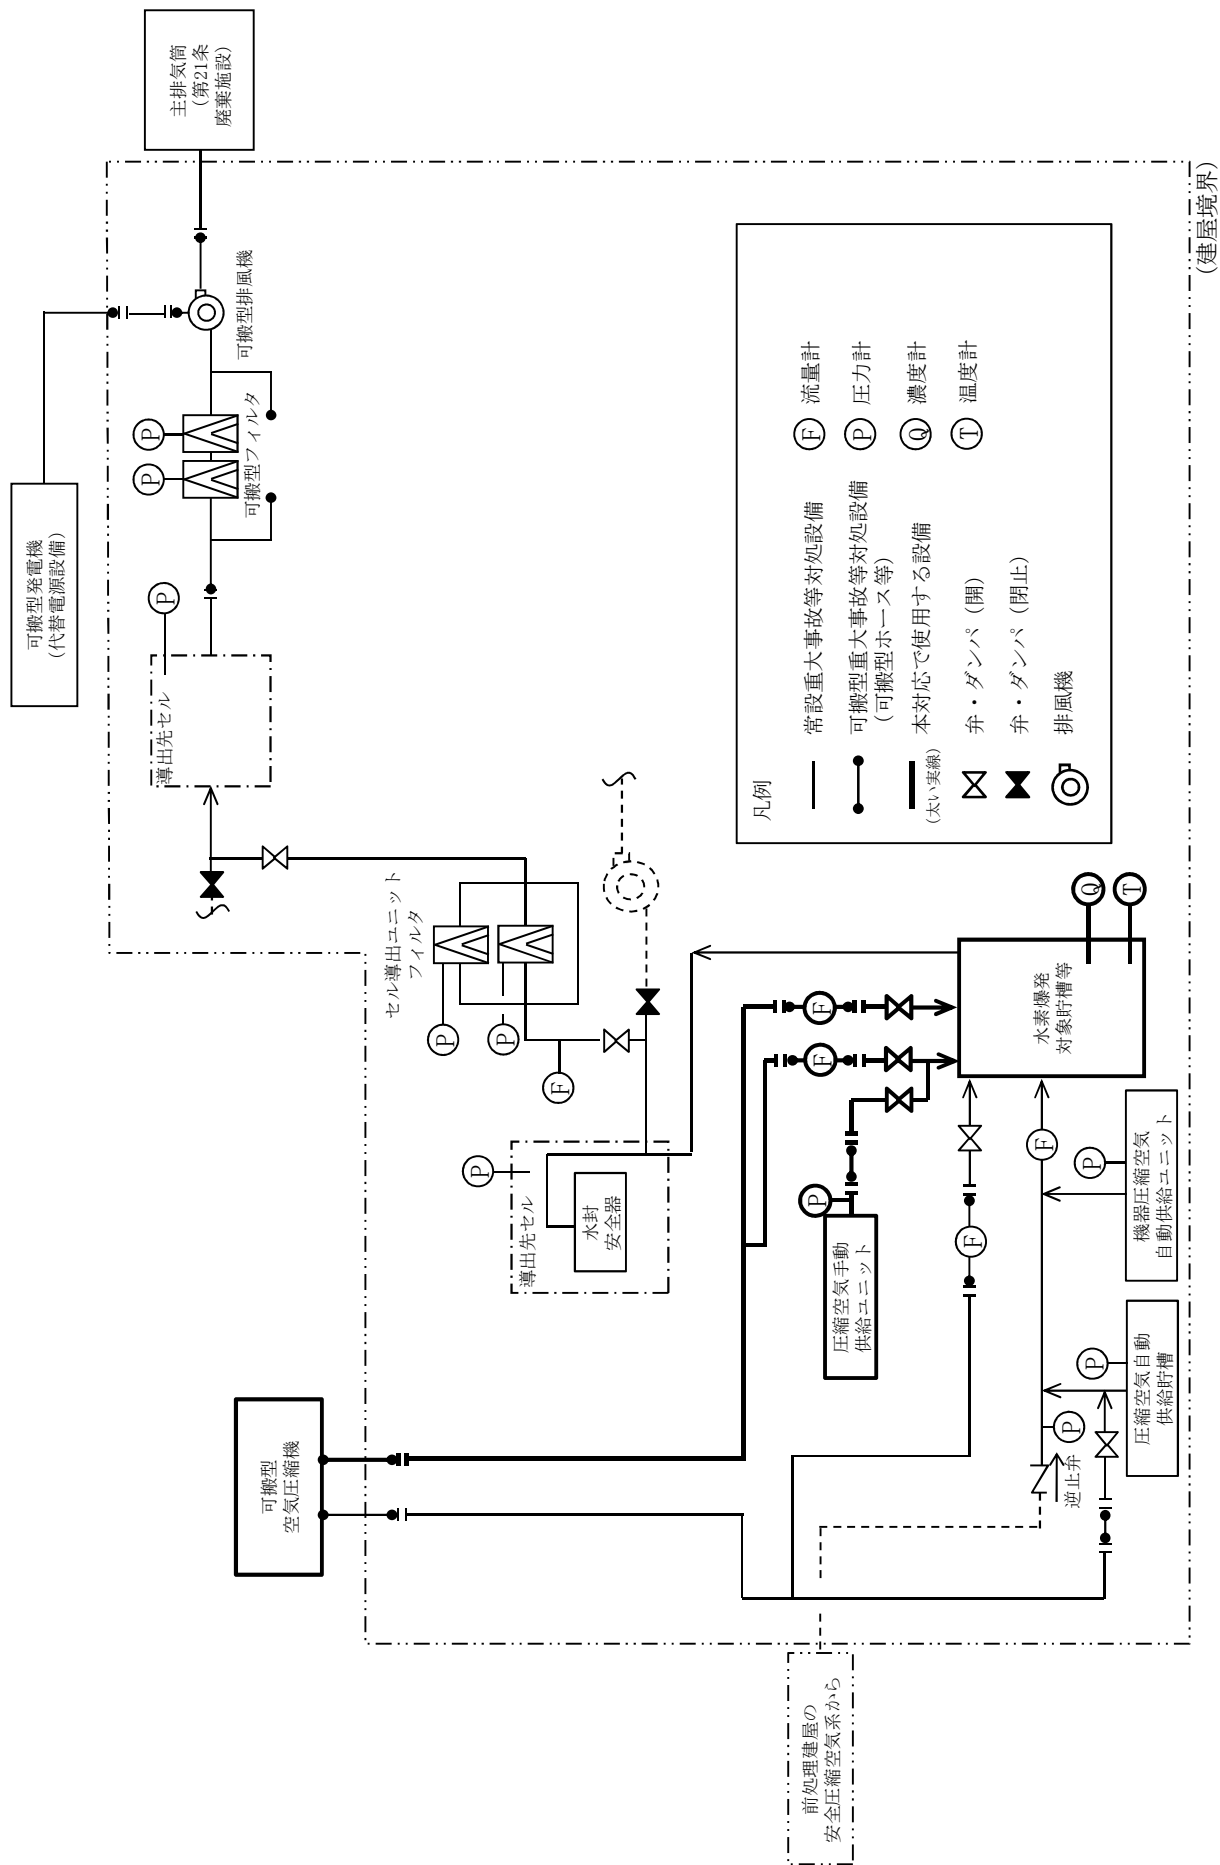 主排気筒
（第21条
廃棄施設）
可搬型発電機
（代替電源設備）
可搬型排風機
P
P
可搬型フィルタ
P
導出先セル
セル導出ユニット
フィルタ
P
P
F
P
導出先セル
水封
安全器
可搬型
空気圧縮機
F
F
P
圧縮空気手動
供給ユニット
水素爆発
対象貯槽等
Q
T
F
F
P
機器圧縮空気
自動供給ユニット
P
圧縮空気自動
供給貯槽
P
逆止弁
前処理建屋の
安全圧縮空気系から
凡例
常設重大事故等対処設備
可搬型重大事故等対処設備
（可搬型ホース等）
本対応で使用する設備
（太い実線）
弁・ダンパ（開）
弁・ダンパ（閉止）
排風機
F 流量計
P 圧力計
Q 濃度計
T 温度計
（建屋境界）